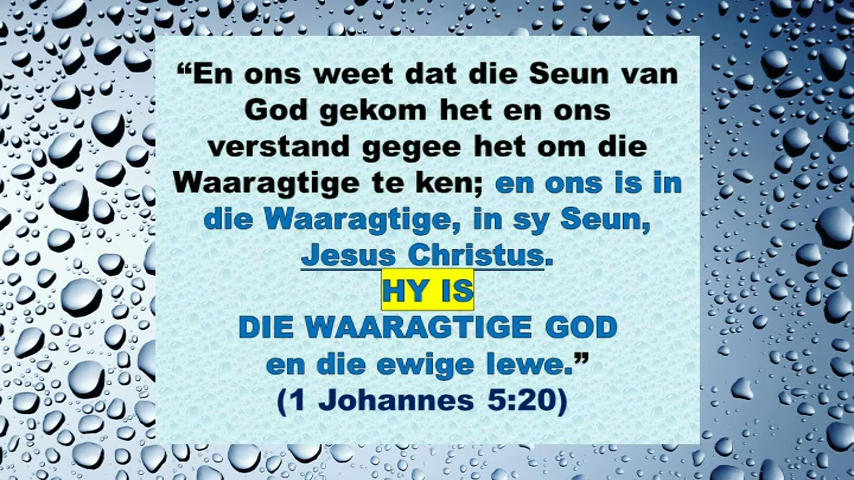 “En ons weet dat die Seun van
God gekom het en ons
verstand gegee het om die
Waaragtige te ken; en ons is in
die Waaragtige, in sy Seun,
Jesus Christus.
HY IS
DIE WAARAGTIGE GOD
en die ewige lewe.”
(1 Johannes 5:20)